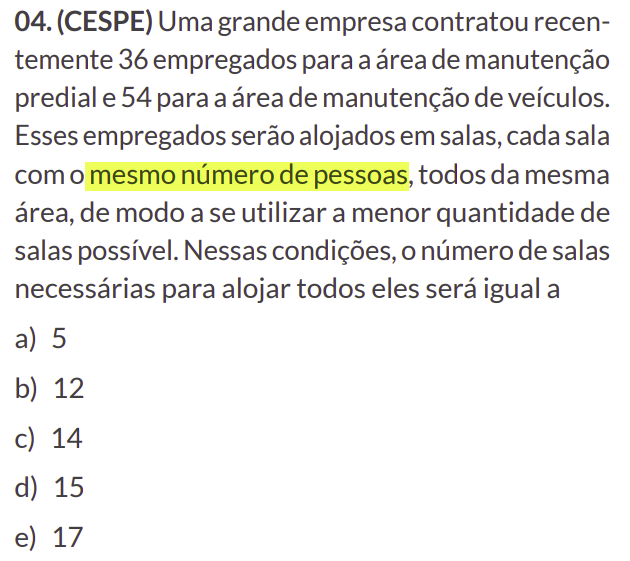 04. (CESPE) Uma grande empresa contratou recen-
temente 36 empregados para a área de manutenção
predial e 54 para a área de manutenção de veículos.
Esses empregados serão alojados em salas, cada sala
com o mesmo número de pessoas, todos da mesma
área, de modo a se utilizar a menor quantidade de
salas possível. Nessas condições, o número de salas
necessárias para alojar todos eles será igual a
a) 5
b) 12
c) 14
d) 15
e) 17